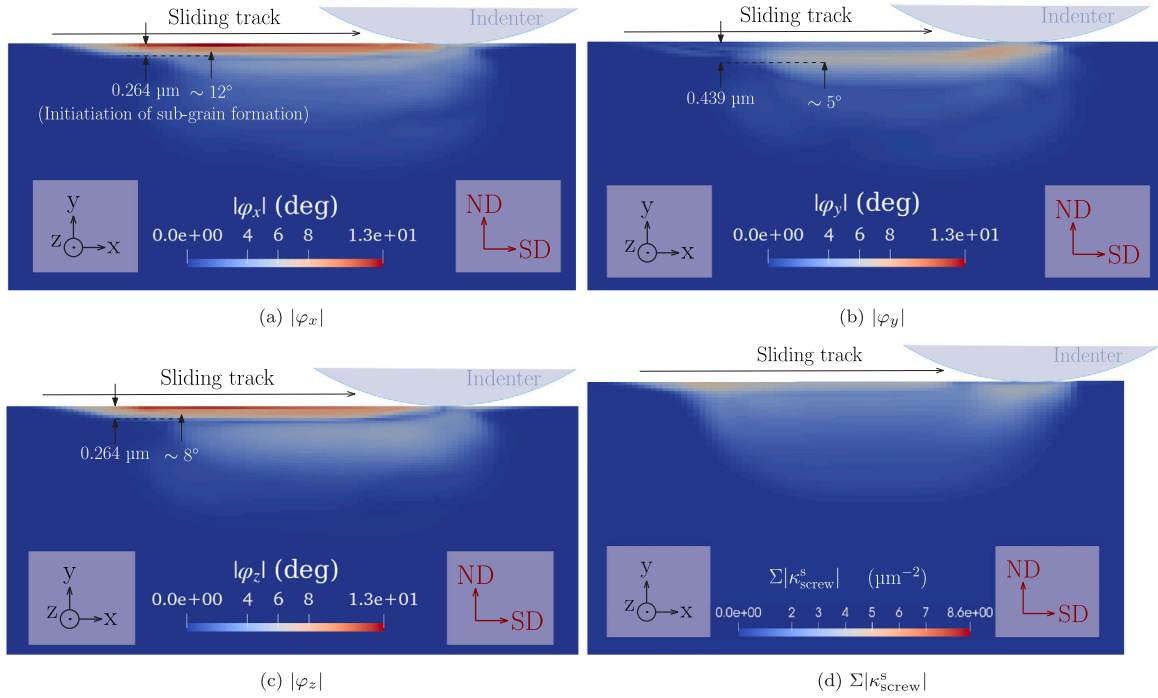 Sliding track
Indenter
0.264 µm
∼ 12°
(Initiatiation of sub-grain formation)
y
z
x
|φx| (deg)
0.0e+00 4 6 8 1.3e+01
ND
SD
(a) |φx|
Sliding track
Indenter
0.439 µm
∼ 5°
y
z
x
|φy| (deg)
0.0e+00 4 6 8 1.3e+01
ND
SD
(b) |φy|
Sliding track
Indenter
0.264 µm
∼ 8°
y
z
x
|φz| (deg)
0.0e+00 4 6 8 1.3e+01
ND
SD
(c) |φz|
Sliding track
Indenter
y
z
x
Σ|κ^s_screw| (µm⁻²)
0.0e+00 2 3 4 5 6 7 8.6e+00
ND
SD
(d) Σ|κ^s_screw|